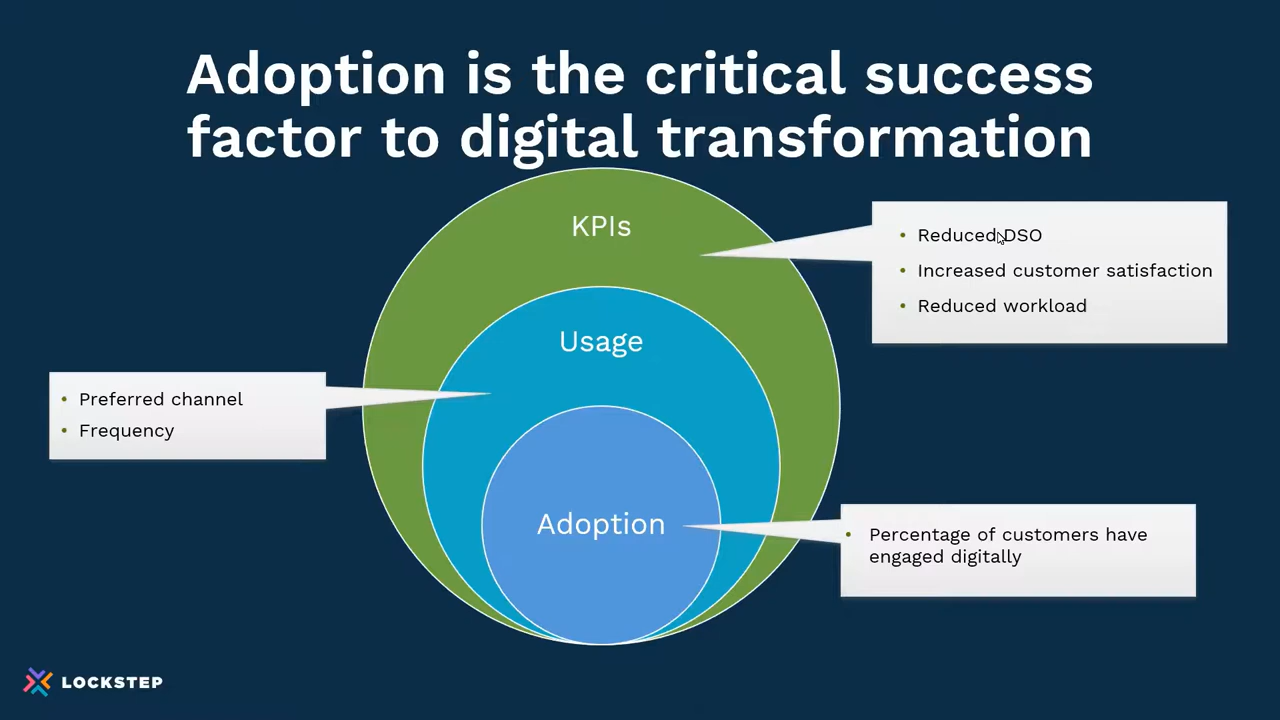 Adoption is the critical success
factor to digital transformation
KPIs
• Reduced DSO
• Increased customer satisfaction
• Reduced workload
Usage
• Preferred channel
• Frequency
Adoption
• Percentage of customers have
engaged digitally
LOCKSTEP